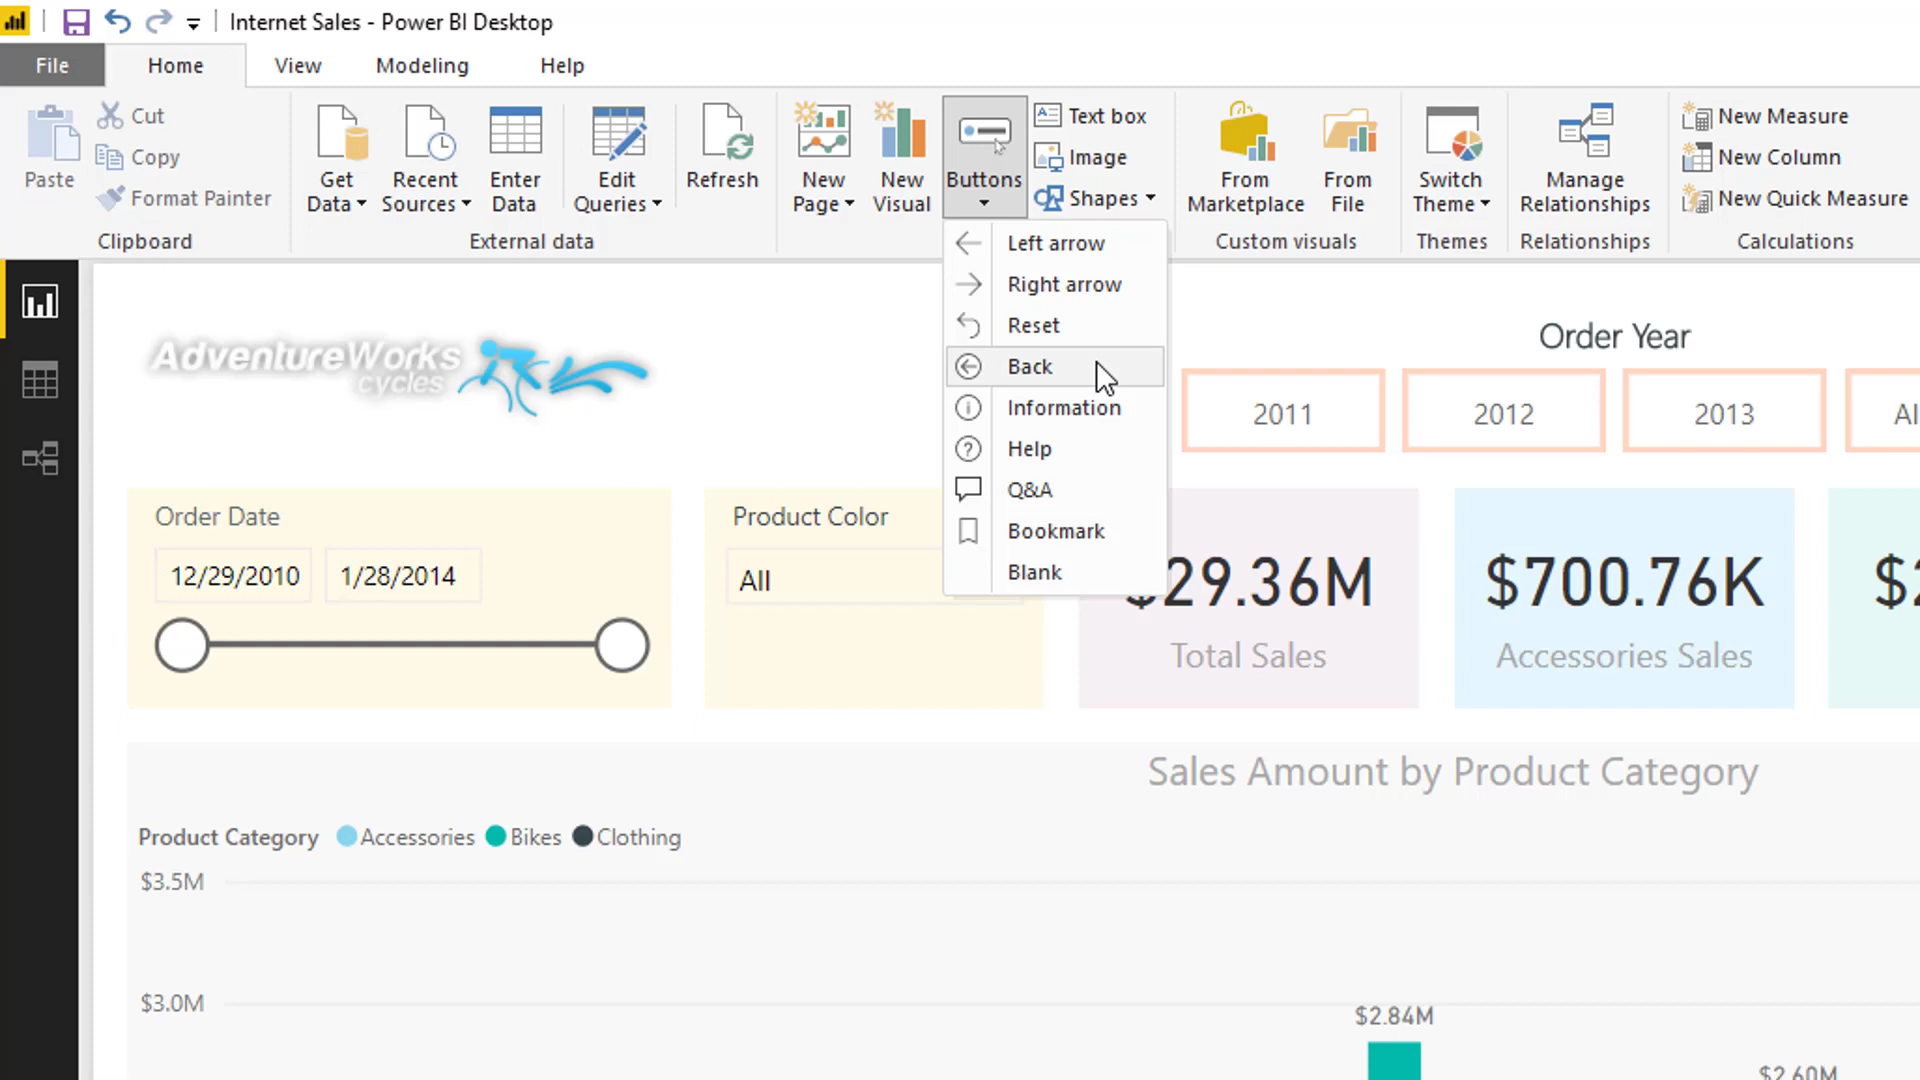 Internet Sales - Power BI Desktop
File
Home
View
Modeling
Help
Paste
Cut
Copy
Format Painter
Clipboard
Get Data
Recent Sources
Enter Data
Edit Queries
Refresh
External data
New Page
New Visual
Buttons
Text box
Image
Shapes
From Marketplace
From File
Custom visuals
Switch Theme
Themes
Manage Relationships
Relationships
New Measure
New Column
New Quick Measure
Calculations
Left arrow
Right arrow
Reset
Back
Information
Help
Q&A
Bookmark
Blank
AdventureWorks
cycles
Order Year
2011
2012
2013
Order Date
12/29/2010
1/28/2014
Product Color
All
$29.36M
Total Sales
$700.76K
Accessories Sales
Sales Amount by Product Category
Product Category Accessories Bikes Clothing
$3.5M
$3.0M
$2.84M
$2.60M